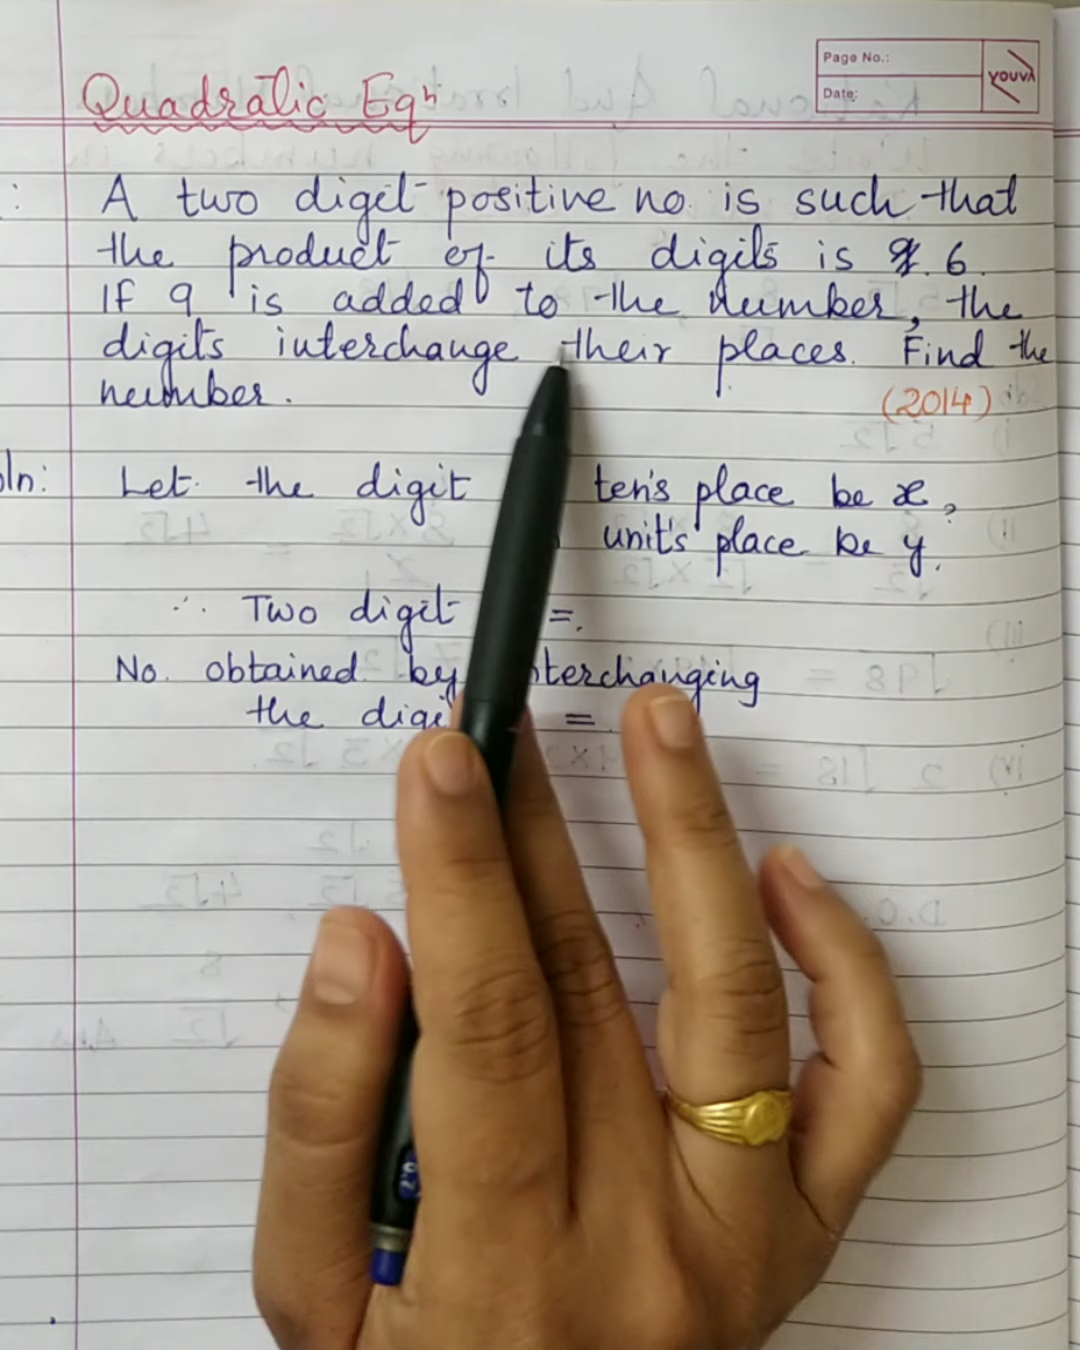 Page No.:
Date:
YOUVA
Quadratic Eqn
:
A two digit positive no. is such that
the product of its digits is 6.
If 9 is added to the number, the
digits interchange their places. Find the
number. (2014)
oln: Let the digit ten's place be x,
unit's place be y.
∴ Two digit =
No. obtained by interchanging
the digi =